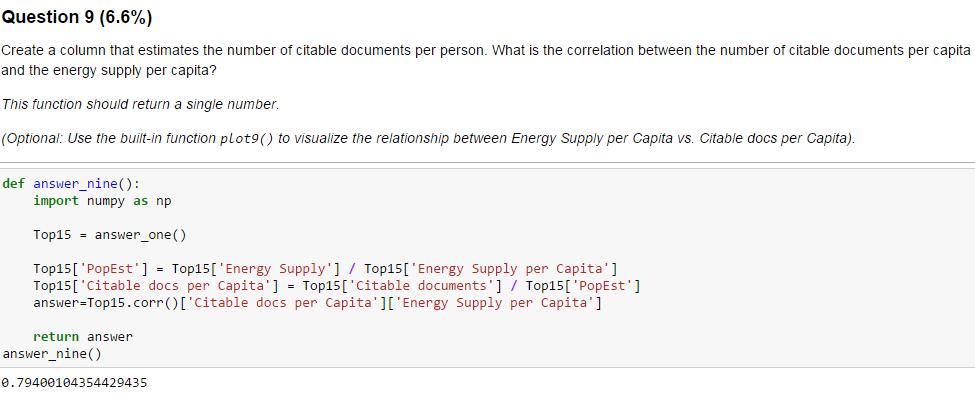 Question 9 (6.6%)
Create a column that estimates the number of citable documents per person. What is the correlation between the number of citable documents per capita
and the energy supply per capita?
This function should return a single number.
(Optional: Use the built-in function plot9() to visualize the relationship between Energy Supply per Capita vs. Citable docs per Capita).
def answer_nine():
    import numpy as np
    Top15 = answer_one()
    Top15['PopEst'] = Top15['Energy Supply'] / Top15['Energy Supply per Capita']
    Top15['Citable docs per Capita'] = Top15['Citable documents'] / Top15['PopEst']
    answer=Top15.corr()['Citable docs per Capita']['Energy Supply per Capita']
    return answer
answer_nine()
0.79400104354429435